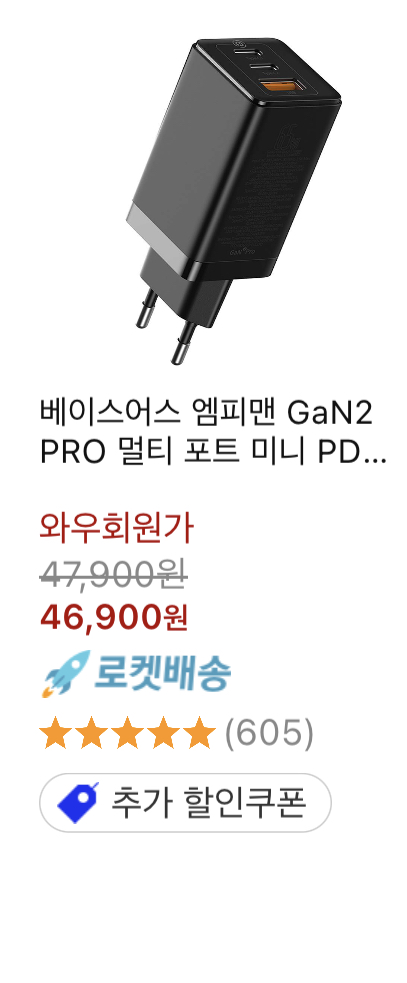 베이스어스 엠피맨 GaN2
PRO 멀티 포트 미니 PD...
와우회원가
47,900원
46,900원
로켓배송
(605)
추가 할인쿠폰